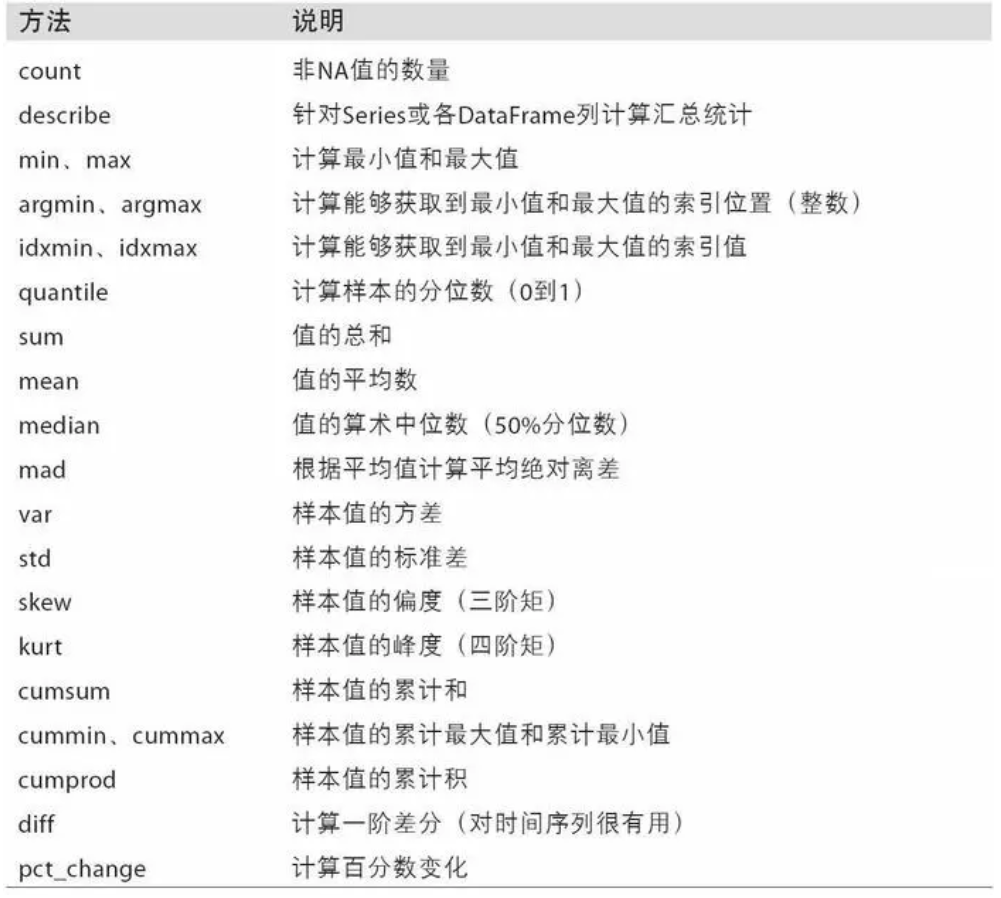 方法 说明
count 非NA值的数量
describe 针对Series或各DataFrame列计算汇总统计
min、max 计算最小值和最大值
argmin、argmax 计算能够获取到最小值和最大值的索引位置（整数）
idxmin、idxmax 计算能够获取到最小值和最大值的索引值
quantile 计算样本的分位数（0到1）
sum 值的总和
mean 值的平均数
median 值的算术中位数（50%分位数）
mad 根据平均值计算平均绝对离差
var 样本值的方差
std 样本值的标准差
skew 样本值的偏度（三阶矩）
kurt 样本值的峰度（四阶矩）
cumsum 样本值的累计和
cummin、cummax 样本值的累计最大值和累计最小值
cumprod 样本值的累计积
diff 计算一阶差分（对时间序列很有用）
pct_change 计算百分数变化